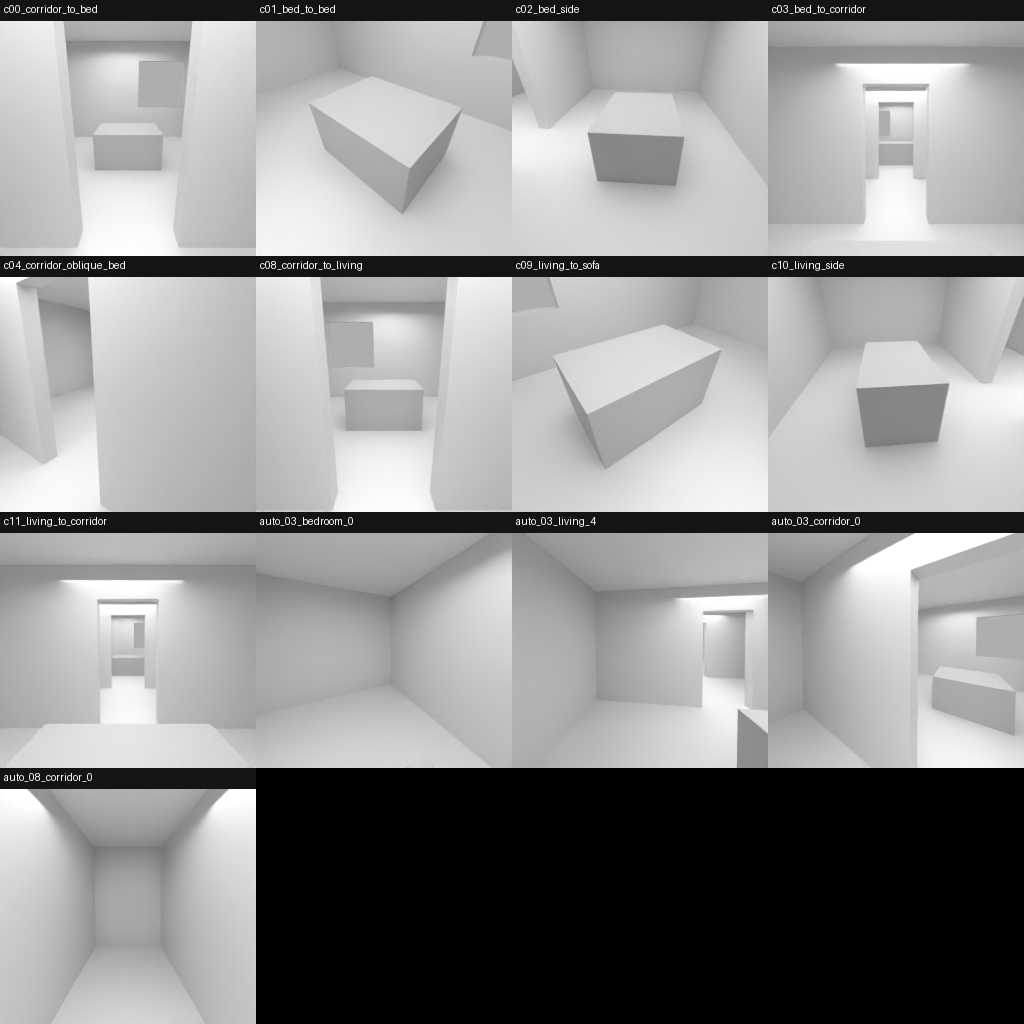 c00_corridor_to_bed
c01_bed_to_bed
c02_bed_side
c03_bed_to_corridor
c04_corridor_oblique_bed
c08_corridor_to_living
c09_living_to_sofa
c10_living_side
c11_living_to_corridor
auto_03_bedroom_0
auto_03_living_4
auto_03_corridor_0
auto_08_corridor_0